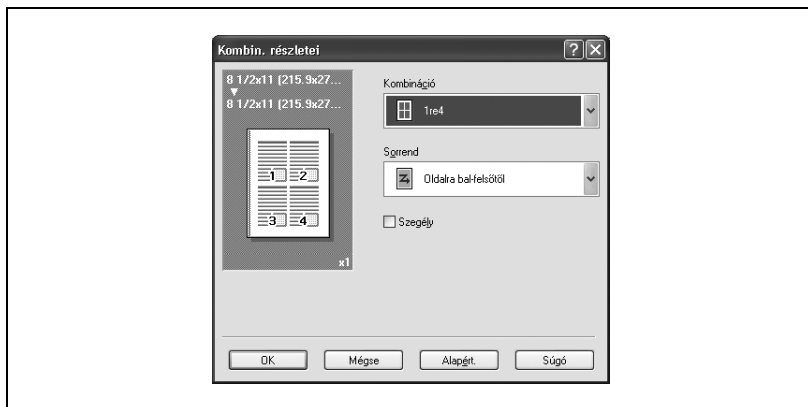 Kombin. részletei
8 1/2x11 (215.9x27...
8 1/2x11 (215.9x27...
1 2
3 4
x1
Kombináció
1re4
Sorrend
Oldalra bal-felsőtől
Szegély
OK Mégse Alapért. Súgó